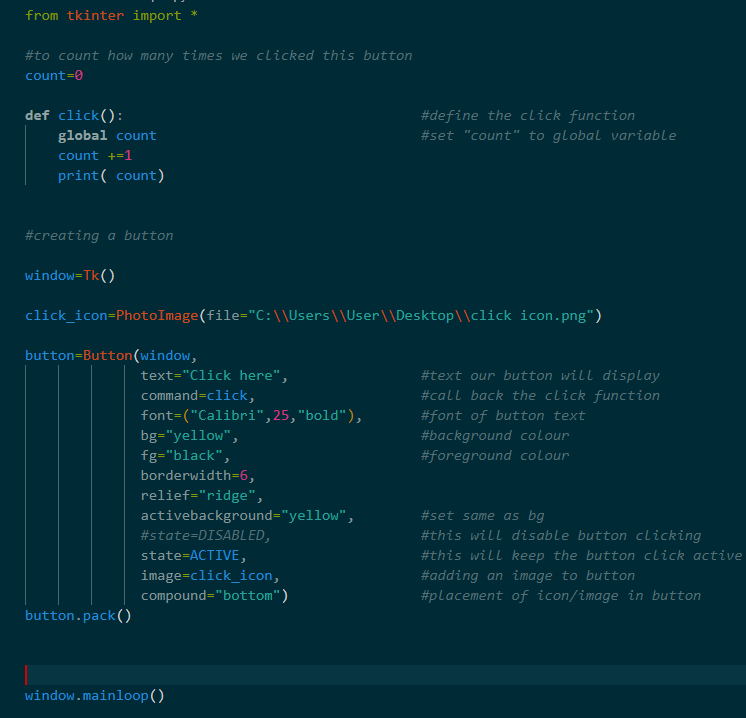 from tkinter import *
#to count how many times we clicked this button
count=0
def click(): #define the click function
global count #set "count" to global variable
count +=1
print( count)
#creating a button
window=Tk()
click_icon=PhotoImage(file="C:\\Users\\User\\Desktop\\click icon.png")
button=Button(window,
text="Click here", #text our button will display
command=click, #call back the click function
font=("Calibri",25,"bold"), #font of button text
bg="yellow", #background colour
fg="black", #foreground colour
borderwidth=6,
relief="ridge",
activebackground="yellow", #set same as bg
#state=DISABLED, #this will disable button clicking
state=ACTIVE, #this will keep the button click active
image=click_icon, #adding an image to button
compound="bottom") #placement of icon/image in button
button.pack()
window.mainloop()